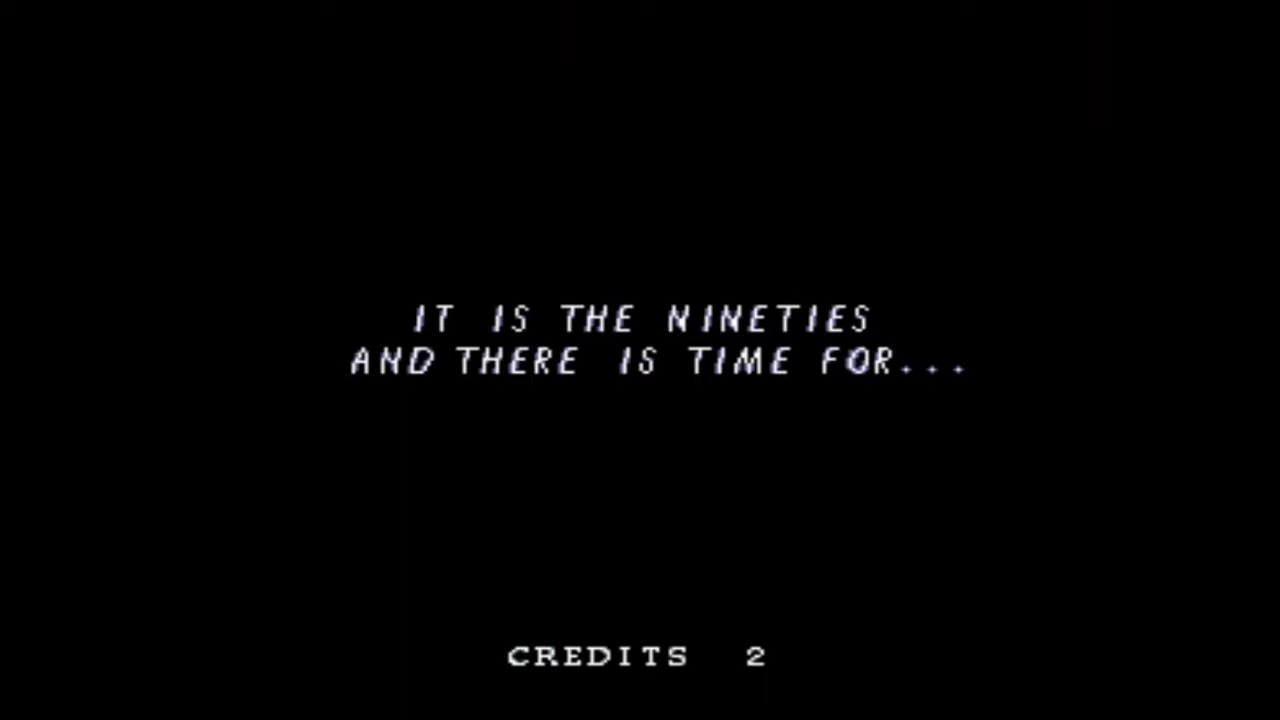 IT IS THE NINETIES
AND THERE IS TIME FOR...
CREDITS 2